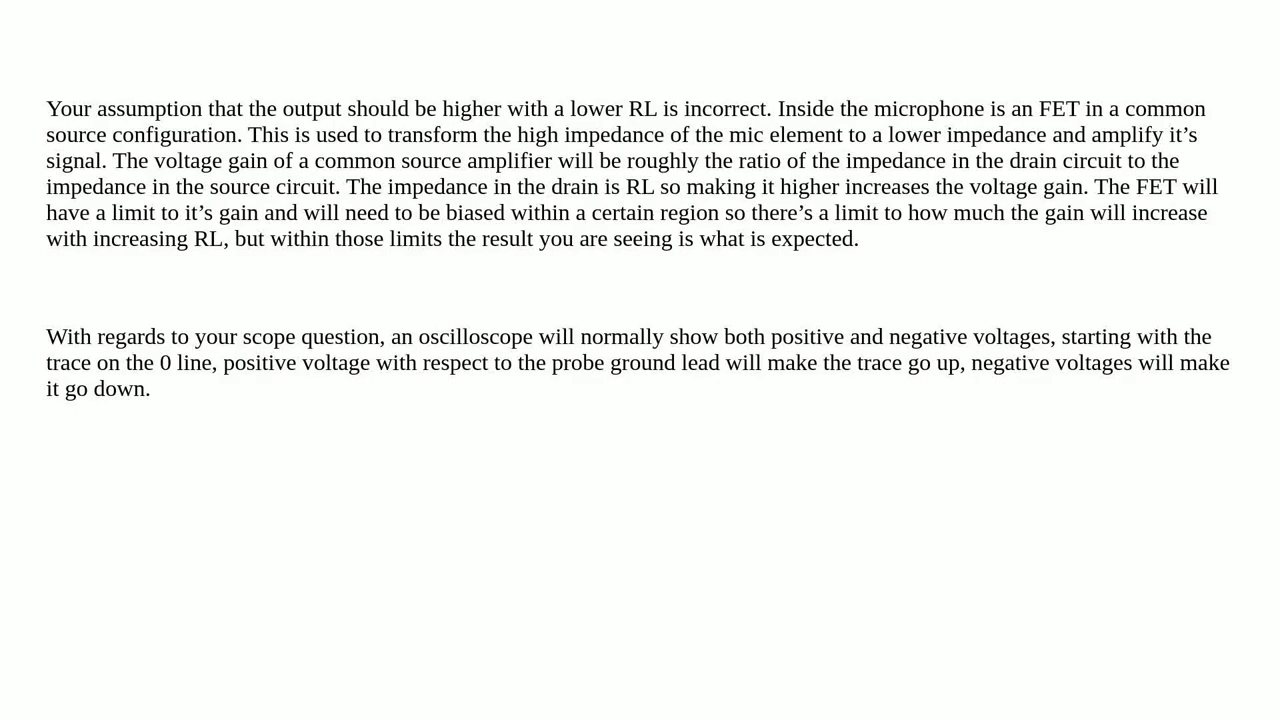 Your assumption that the output should be higher with a lower RL is incorrect. Inside the microphone is an FET in a common
source configuration. This is used to transform the high impedance of the mic element to a lower impedance and amplify it’s
signal. The voltage gain of a common source amplifier will be roughly the ratio of the impedance in the drain circuit to the
impedance in the source circuit. The impedance in the drain is RL so making it higher increases the voltage gain. The FET will
have a limit to it’s gain and will need to be biased within a certain region so there’s a limit to how much the gain will increase
with increasing RL, but within those limits the result you are seeing is what is expected.
With regards to your scope question, an oscilloscope will normally show both positive and negative voltages, starting with the
trace on the 0 line, positive voltage with respect to the probe ground lead will make the trace go up, negative voltages will make
it go down.